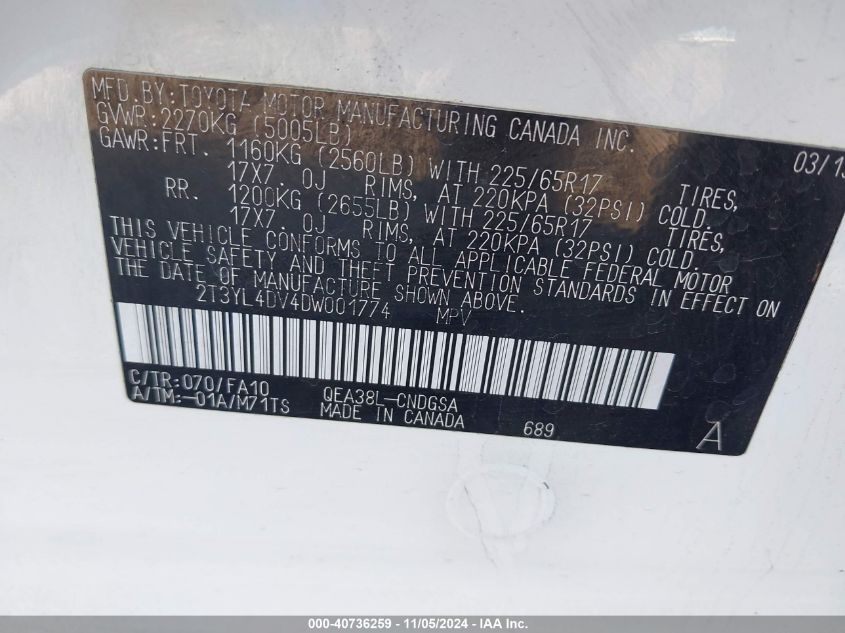 MFD.BY:TOYOTA MOTOR MANUFACTURING CANADA INC.
03/13
GVWR:2270KG (5005LB)
GAWR:FRT. 1160KG (2560LB) WITH 225/65R17 TIRES,
17X7. 0J RIMS, AT 220KPA (32PSI) COLD.
RR. 1200KG (2655LB) WITH 225/65R17 TIRES,
17X7. 0J RIMS, AT 220KPA (32PSI) COLD.
THIS VEHICLE CONFORMS TO ALL APPLICABLE FEDERAL MOTOR
VEHICLE SAFETY AND THEFT PREVENTION STANDARDS IN EFFECT ON
THE DATE OF MANUFACTURE SHOWN ABOVE.
2T3YL4DV4DW001774 MPV
C/TR:070/FA10 QEA38L-CNDGSA
A/TM:-01A/M71TS MADE IN CANADA 689 A
000-40736259 - 11/05/2024 - IAA Inc.